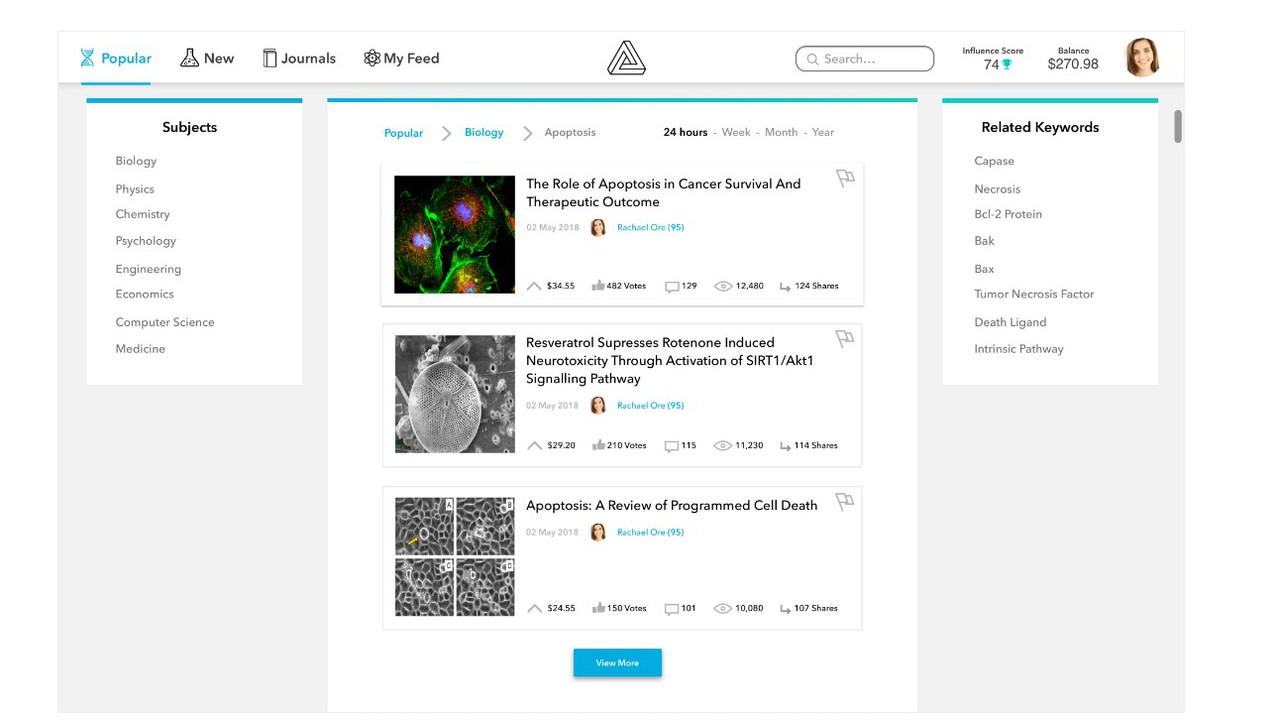 Popular
New
Journals
My Feed
Search...
Influence Score
74
Balance
$270.98
Subjects
Biology
Physics
Chemistry
Psychology
Engineering
Economics
Computer Science
Medicine
Popular Biology Apoptosis
24 hours - Week - Month - Year
The Role of Apoptosis in Cancer Survival And
Therapeutic Outcome
02 May 2018 Rachael Ore (95)
$34.55 482 Votes 129 12,480 124 Shares
Resveratrol Supresses Rotenone Induced
Neurotoxicity Through Activation of SIRT1/Akt1
Signalling Pathway
02 May 2018 Rachael Ore (95)
$29.20 210 Votes 115 11,230 114 Shares
A B
C D
Apoptosis: A Review of Programmed Cell Death
02 May 2018 Rachael Ore (95)
$24.55 150 Votes 101 10,080 107 Shares
View More
Related Keywords
Capase
Necrosis
Bcl-2 Protein
Bak
Bax
Tumor Necrosis Factor
Death Ligand
Intrinsic Pathway